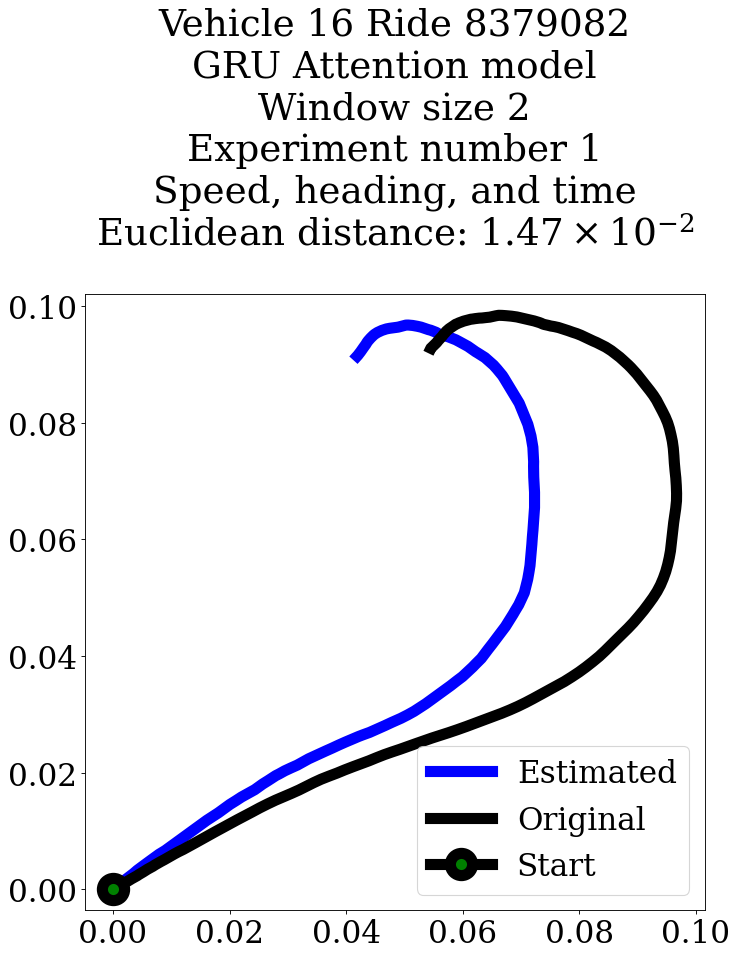 Vehicle 16 Ride 8379082
GRU Attention model
Window size 2
Experiment number 1
Speed, heading, and time
Euclidean distance: 1.47 × 10⁻²
0.10
0.08
0.06
0.04
0.02
0.00
Estimated
Original
Start
0.00 0.02 0.04 0.06 0.08 0.10